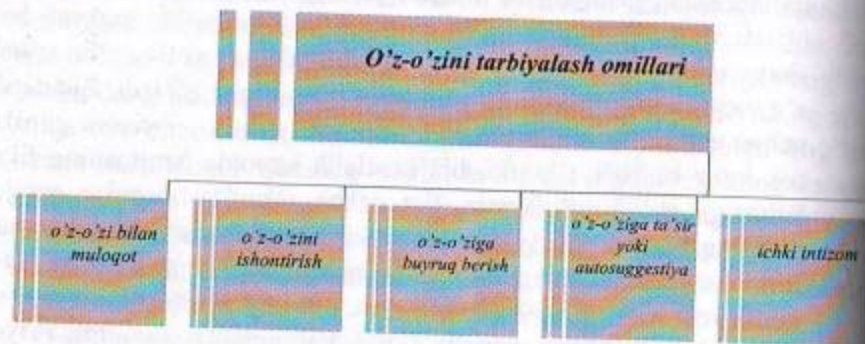 O'z-o'zini tarbiyalash omillari
o'z-o'zi bilan
muloqot
o'z-o'zini
ishontirish
o'z-o'ziga
buyruq berish
o'z-o'ziga ta'sir
yoki
autosuggestiya
ichki intizom